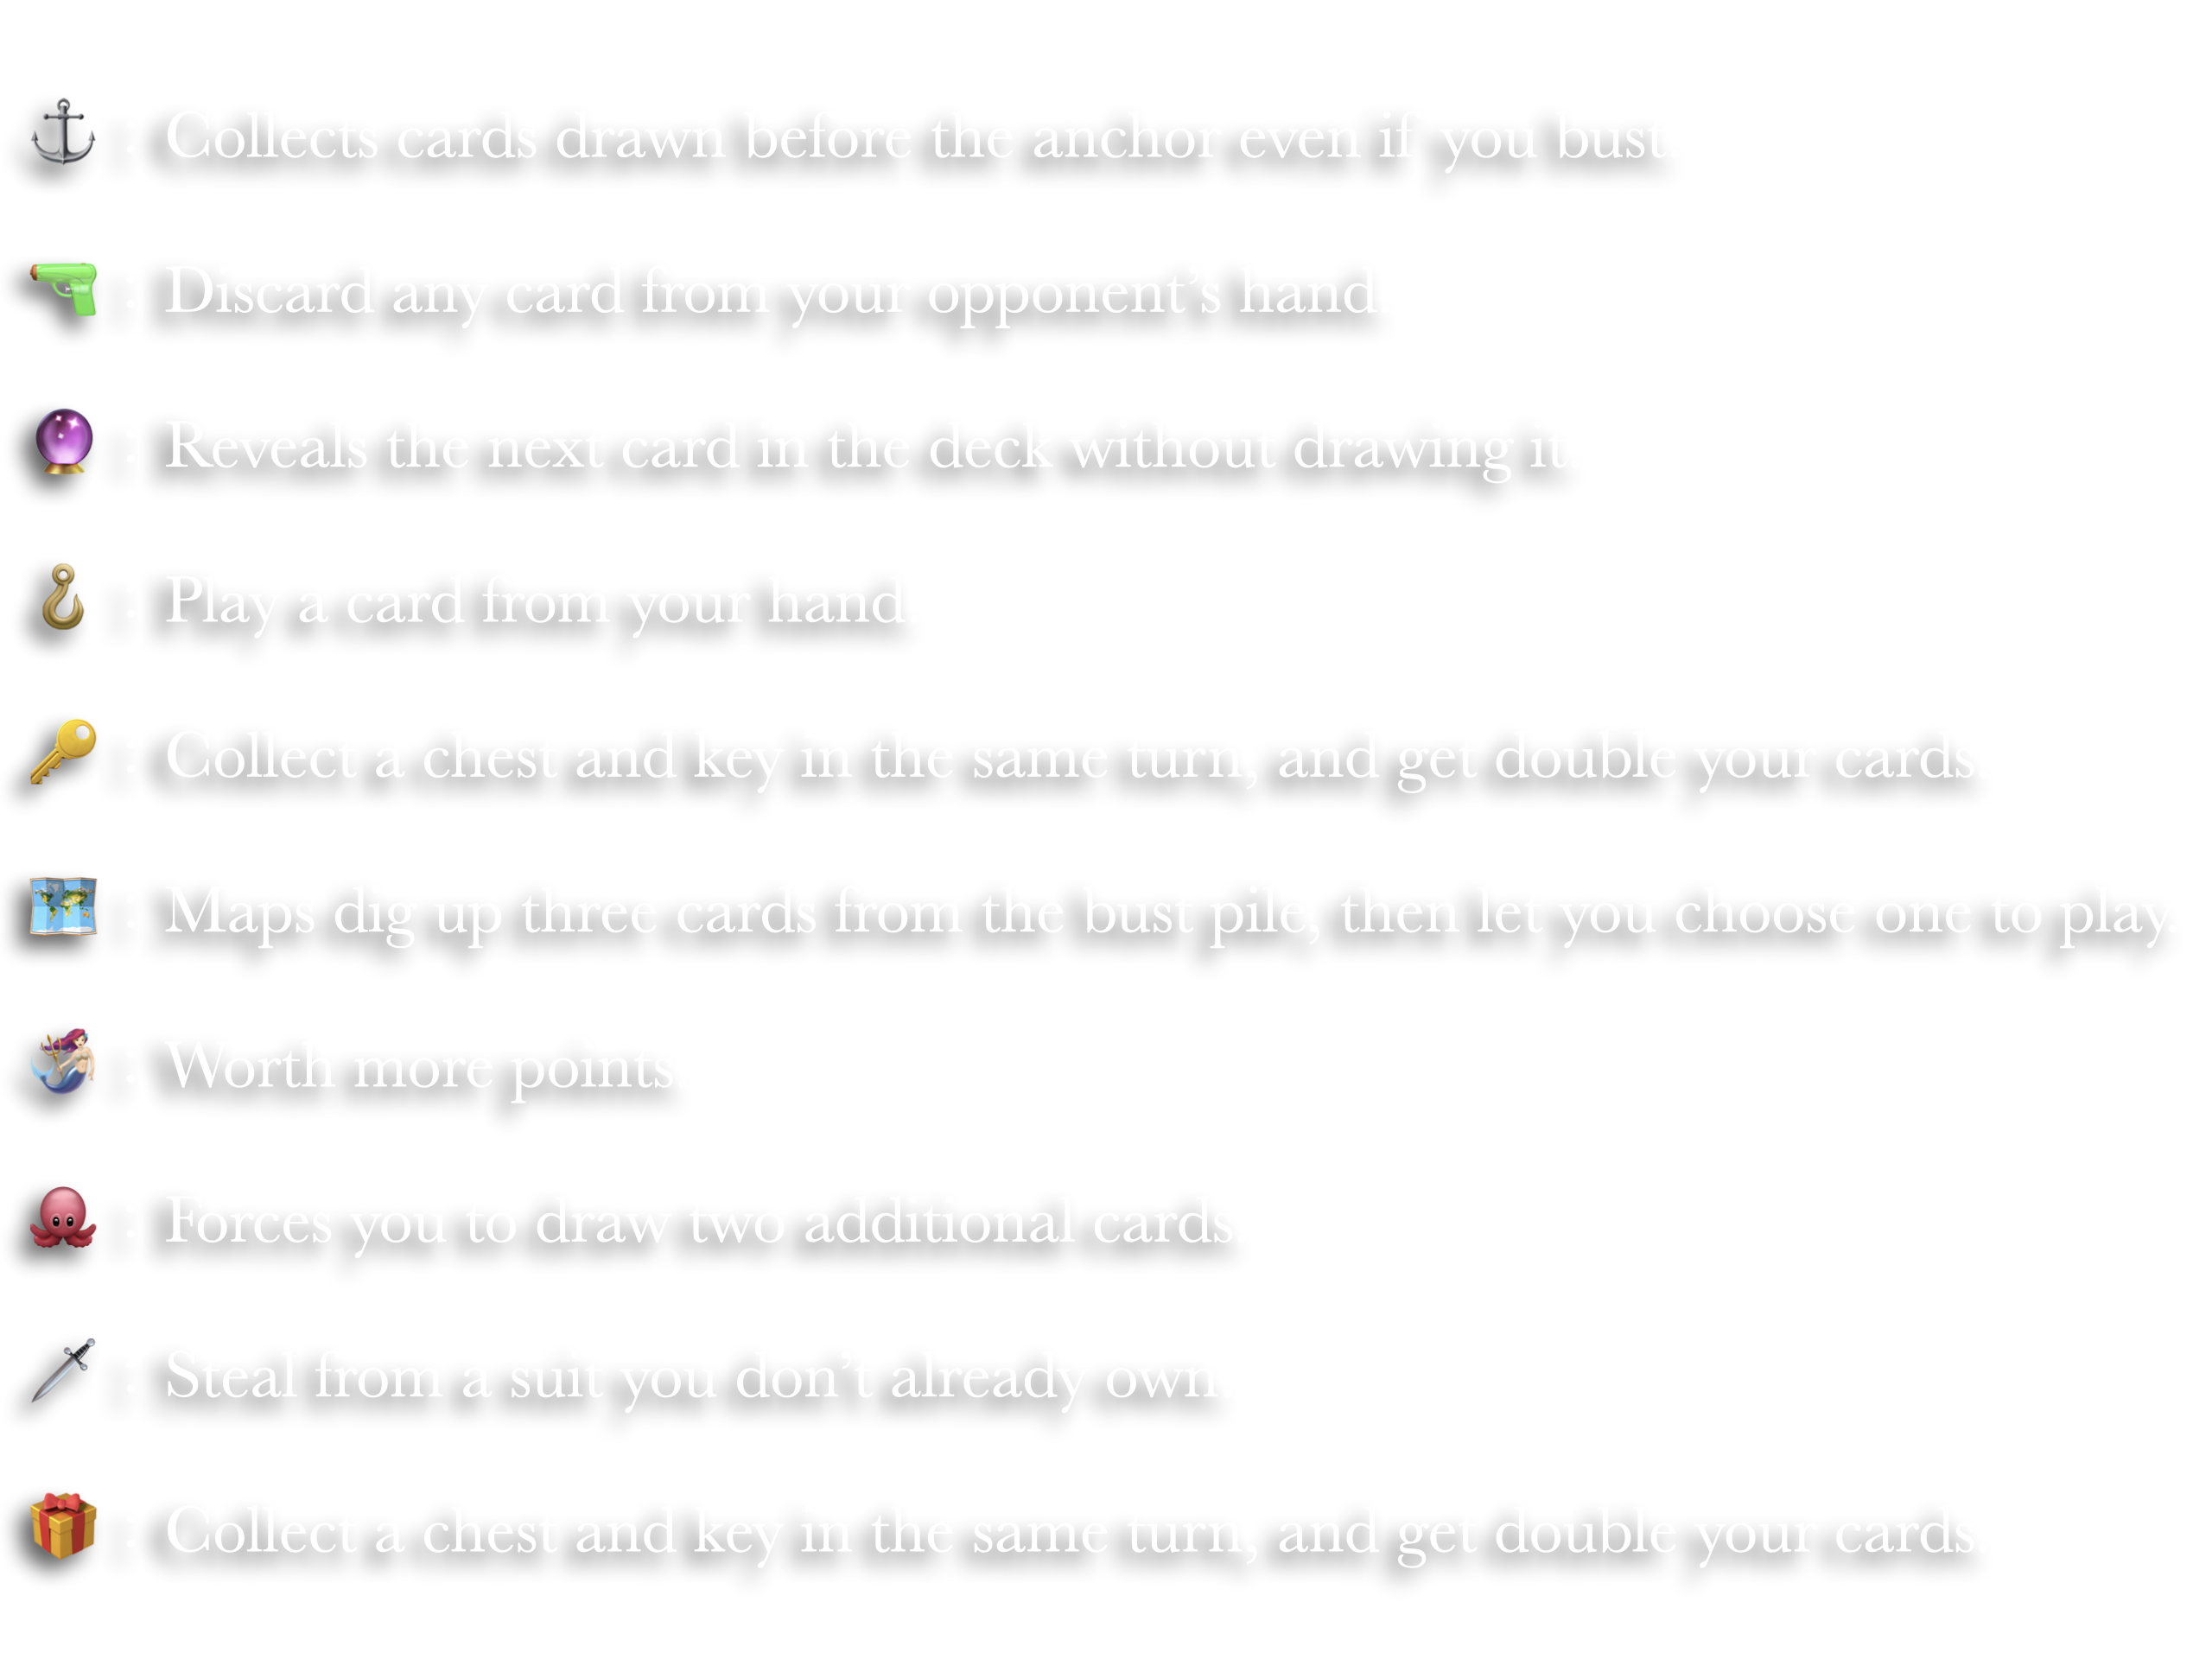 ⚓ : Collects cards drawn before the anchor even if you bust.
🔫 : Discard any card from your opponent’s hand.
🔮 : Reveals the next card in the deck without drawing it.
🪝 : Play a card from your hand.
🔑 : Collect a chest and key in the same turn, and get double your cards.
🗺️ : Maps dig up three cards from the bust pile, then let you choose one to play.
🧜🏻‍♀️ : Worth more points.
🐙 : Forces you to draw two additional cards.
🗡️ : Steal from a suit you don’t already own.
🎁 : Collect a chest and key in the same turn, and get double your cards.